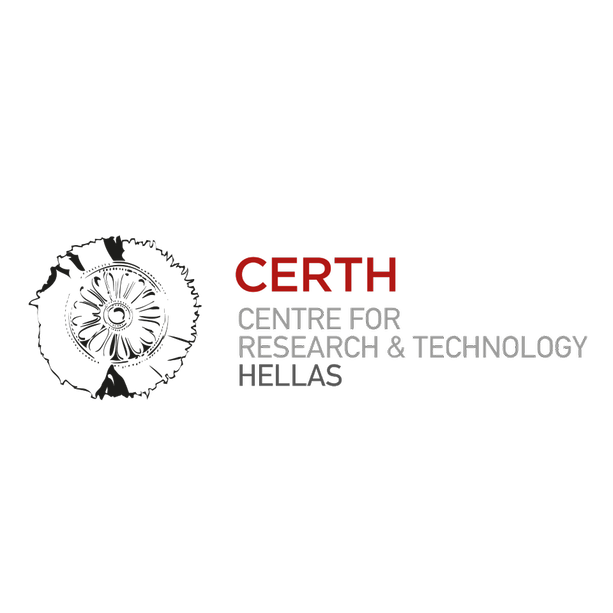 CERTH
CENTRE FOR
RESEARCH & TECHNOLOGY
HELLAS